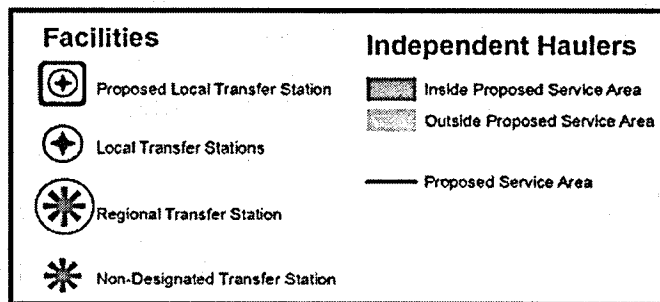 Facilities
Proposed Local Transfer Station
Local Transfer Stations
Regional Transfer Station
Non-Designated Transfer Station
Independent Haulers
Inside Proposed Service Area
Outside Proposed Service Area
Proposed Service Area